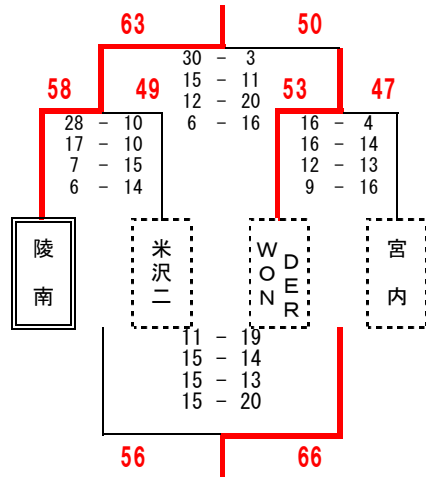 63 50
30 － 3
15 － 11
12 － 20
6 － 16
58 49
28 － 10
17 － 10
7 － 15
6 － 14
53 47
16 － 4
16 － 14
12 － 13
9 － 16
陵南
米沢二
WONDER
宮内
11 － 19
15 － 14
15 － 13
15 － 20
56 66